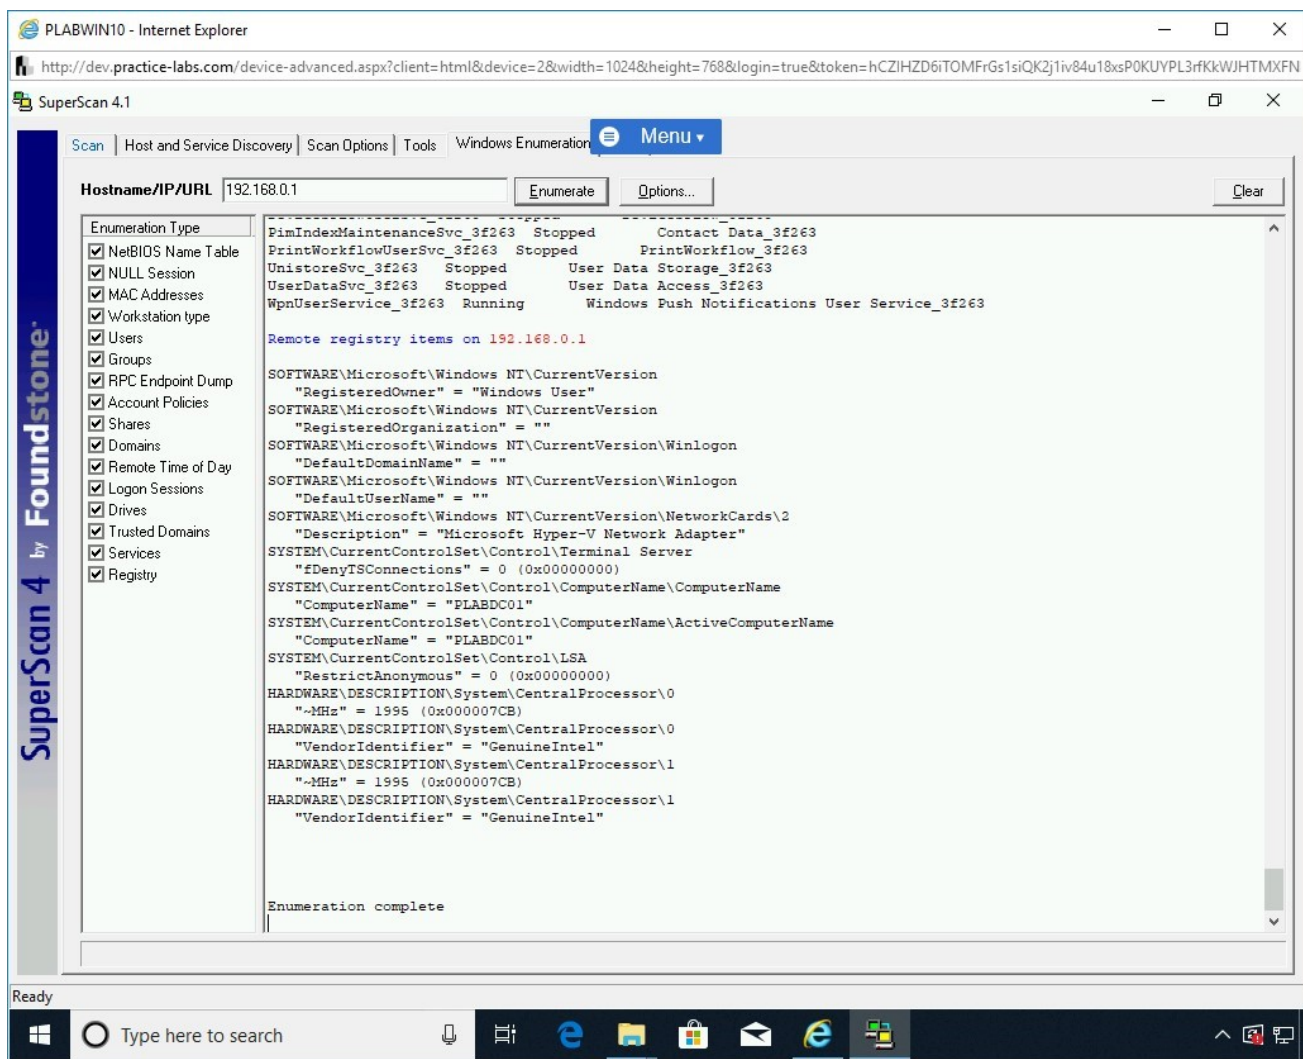 PLABWIN10 - Internet Explorer
http://dev.practice-labs.com/device-advanced.aspx?client=html&device=2&width=1024&height=768&login=true&token=hCZIHZD6iTOMFrGs1siQK2j1iv84u18xsP0KUYPL3rfKkWJHTMXFN
SuperScan 4.1
Menu
Scan Host and Service Discovery Scan Options Tools Windows Enumeration
Hostname/IP/URL 192.168.0.1 Enumerate Options... Clear
Enumeration Type
NetBIOS Name Table
NULL Session
MAC Addresses
Workstation type
Users
Groups
RPC Endpoint Dump
Account Policies
Shares
Domains
Remote Time of Day
Logon Sessions
Drives
Trusted Domains
Services
Registry
PimIndexMaintenanceSvc_3f263 Stopped Contact Data_3f263
PrintWorkflowUserSvc_3f263 Stopped PrintWorkflow_3f263
UnistoreSvc_3f263 Stopped User Data Storage_3f263
UserDataSvc_3f263 Stopped User Data Access_3f263
WpnUserService_3f263 Running Windows Push Notifications User Service_3f263
Remote registry items on 192.168.0.1
SOFTWARE\Microsoft\Windows NT\CurrentVersion
"RegisteredOwner" = "Windows User"
SOFTWARE\Microsoft\Windows NT\CurrentVersion
"RegisteredOrganization" = ""
SOFTWARE\Microsoft\Windows NT\CurrentVersion\Winlogon
"DefaultDomainName" = ""
SOFTWARE\Microsoft\Windows NT\CurrentVersion\Winlogon
"DefaultUserName" = ""
SOFTWARE\Microsoft\Windows NT\CurrentVersion\NetworkCards\2
"Description" = "Microsoft Hyper-V Network Adapter"
SYSTEM\CurrentControlSet\Control\Terminal Server
"fDenyTSConnections" = 0 (0x00000000)
SYSTEM\CurrentControlSet\Control\ComputerName\ComputerName
"ComputerName" = "PLABDC01"
SYSTEM\CurrentControlSet\Control\ComputerName\ActiveComputerName
"ComputerName" = "PLABDC01"
SYSTEM\CurrentControlSet\Control\LSA
"RestrictAnonymous" = 0 (0x00000000)
HARDWARE\DESCRIPTION\System\CentralProcessor\0
"~MHz" = 1995 (0x000007CB)
HARDWARE\DESCRIPTION\System\CentralProcessor\0
"VendorIdentifier" = "GenuineIntel"
HARDWARE\DESCRIPTION\System\CentralProcessor\1
"~MHz" = 1995 (0x000007CB)
HARDWARE\DESCRIPTION\System\CentralProcessor\1
"VendorIdentifier" = "GenuineIntel"
Enumeration complete
SuperScan 4 by Foundstone
Ready
Type here to search